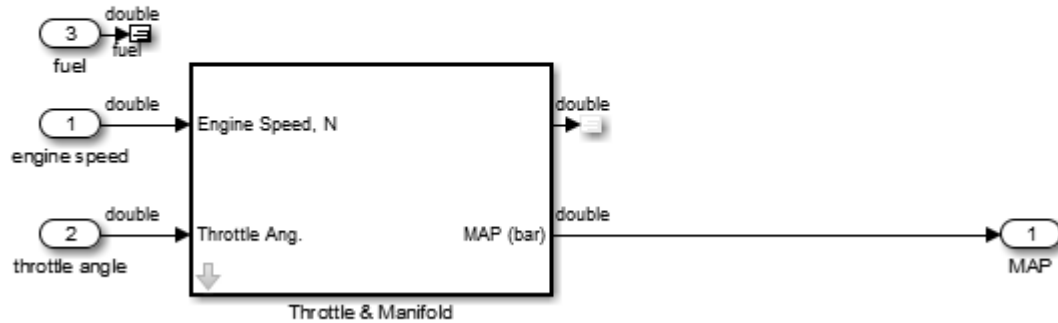 double
3
fuel
fuel
double
1
engine speed
Engine Speed, N
double
double
2
throttle angle
Throttle Ang.
MAP (bar)
double
1
MAP
Throttle & Manifold